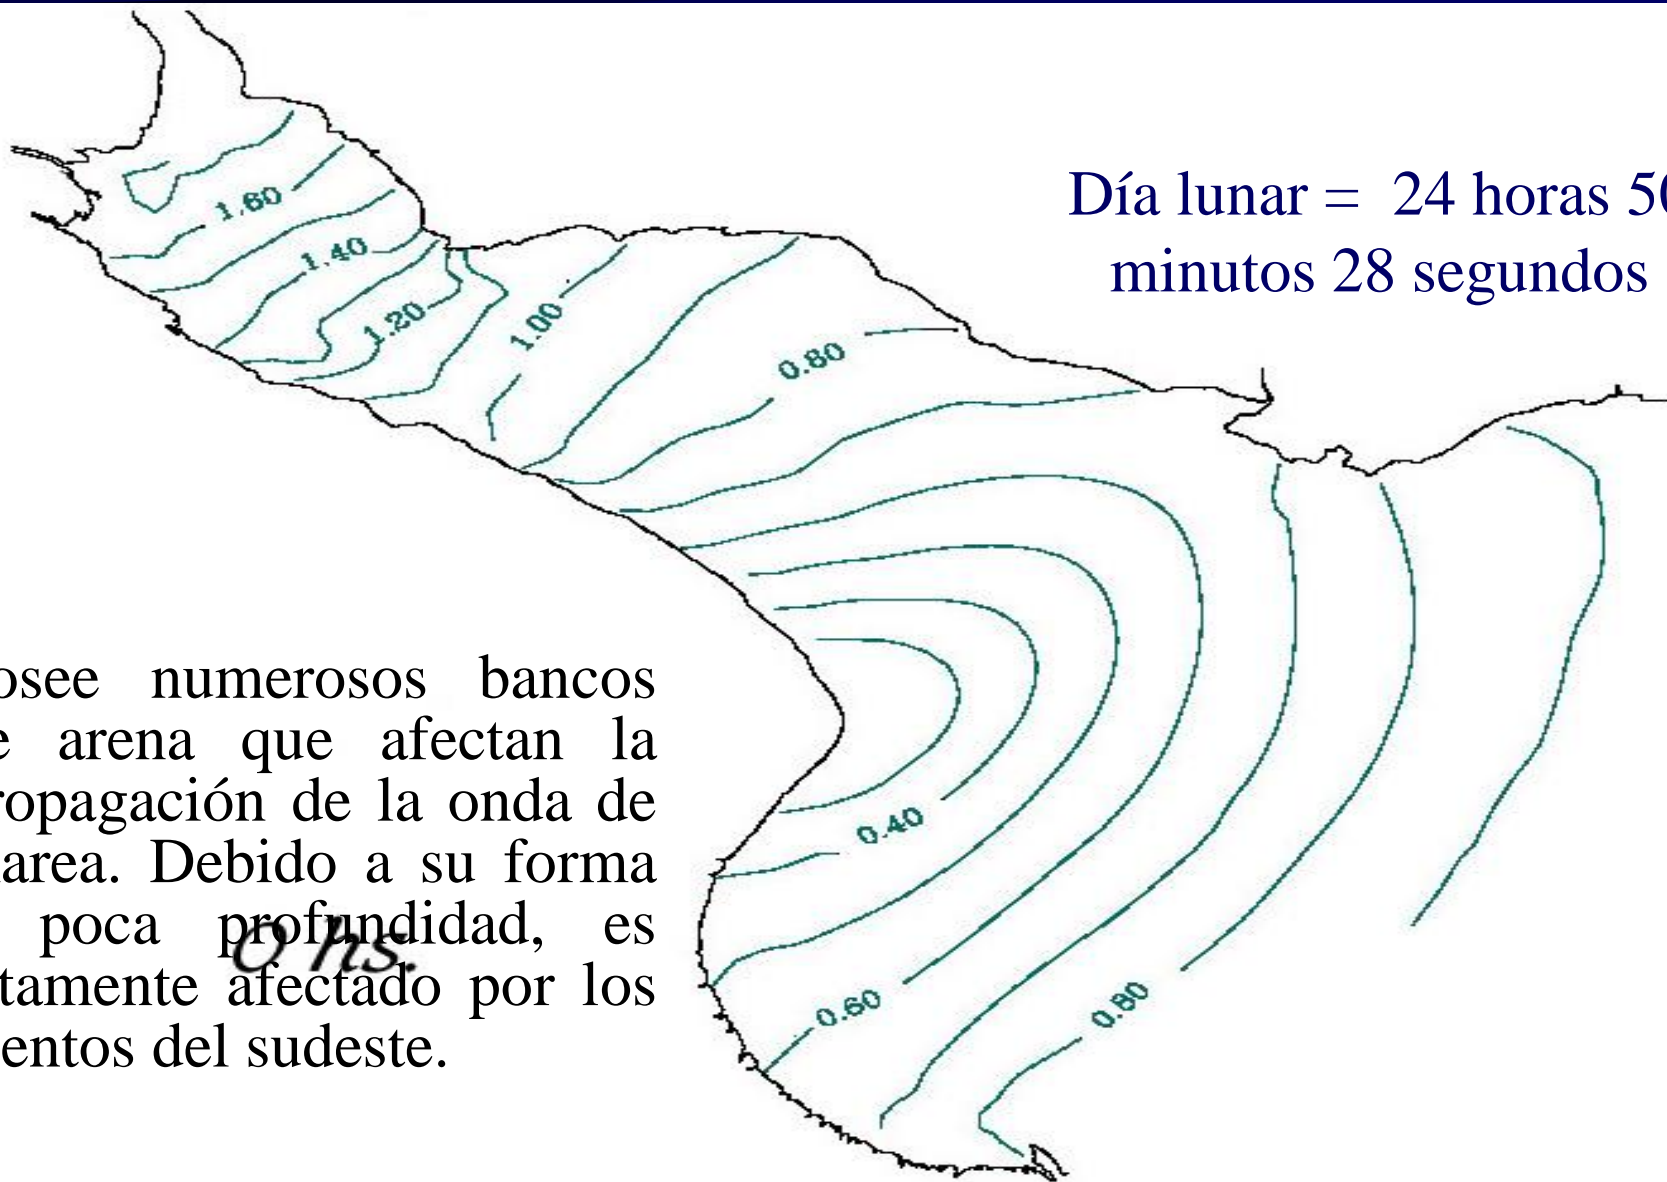 Día lunar = 24 horas 50
minutos 28 segundos
1.60
1.40
1.20
1.00
0.80
osee numerosos bancos
e arena que afectan la
ropagación de la onda de
area. Debido a su forma
poca profundidad, es
tamente afectado por los
entos del sudeste.
0 hs.
0.40
0.60
0.80